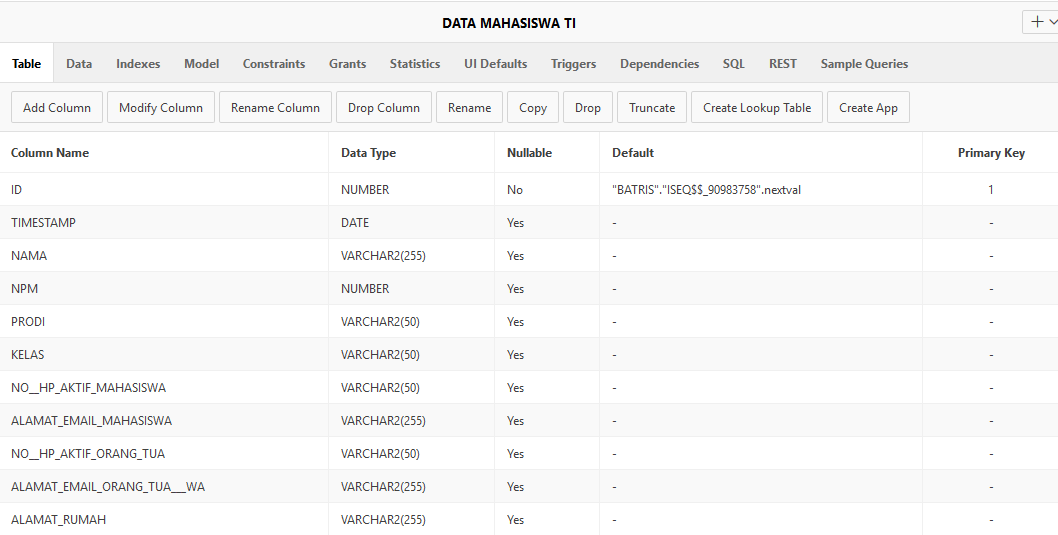 DATA MAHASISWA TI
Table Data Indexes Model Constraints Grants Statistics UI Defaults Triggers Dependencies SQL REST Sample Queries
Add Column Modify Column Rename Column Drop Column Rename Copy Drop Truncate Create Lookup Table Create App
Column Name Data Type Nullable Default Primary Key
ID NUMBER No "BATRIS"."ISEQ$$_90983758".nextval 1
TIMESTAMP DATE Yes - -
NAMA VARCHAR2(255) Yes - -
NPM NUMBER Yes - -
PRODI VARCHAR2(50) Yes - -
KELAS VARCHAR2(50) Yes - -
NO__HP_AKTIF_MAHASISWA VARCHAR2(50) Yes - -
ALAMAT_EMAIL_MAHASISWA VARCHAR2(255) Yes - -
NO__HP_AKTIF_ORANG_TUA VARCHAR2(50) Yes - -
ALAMAT_EMAIL_ORANG_TUA___WA VARCHAR2(255) Yes - -
ALAMAT_RUMAH VARCHAR2(255) Yes - -